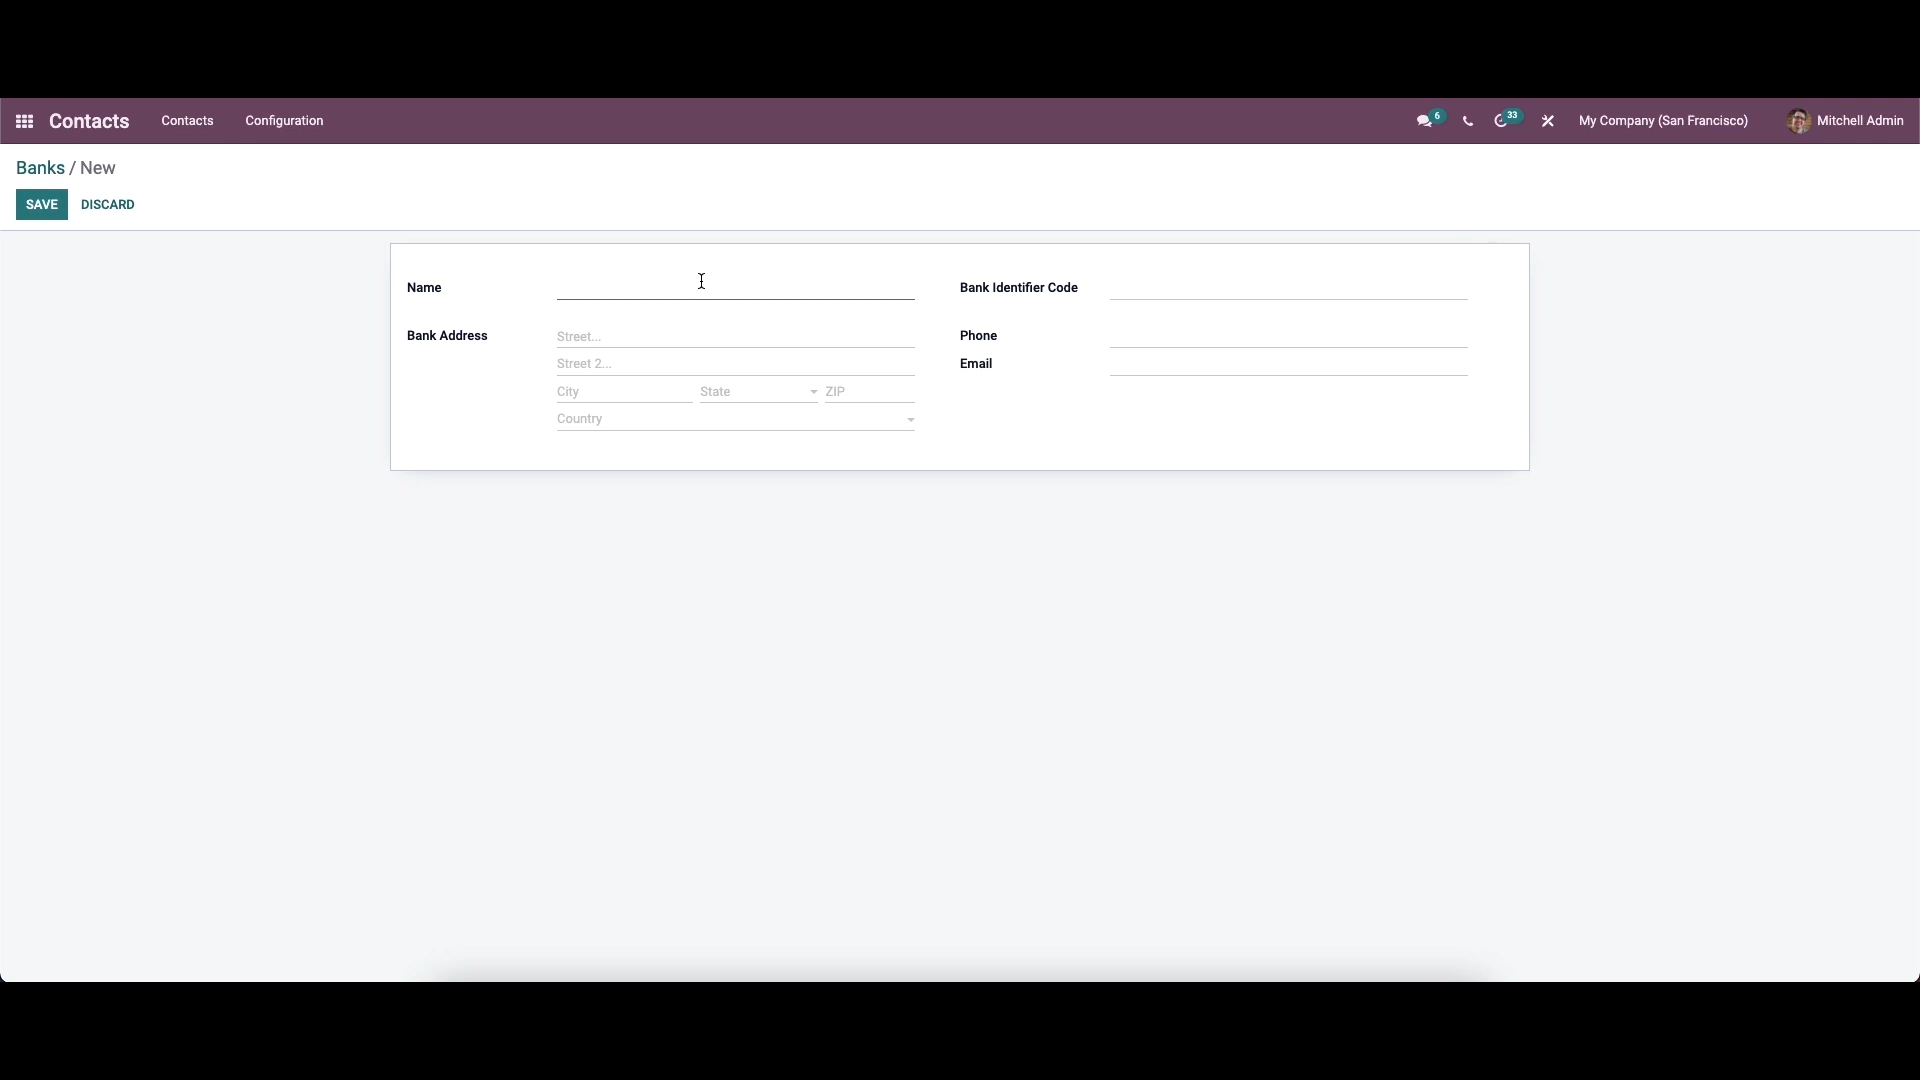 Contacts Contacts Configuration 6 33 My Company (San Francisco) Mitchell Admin
Banks / New
SAVE DISCARD
Name
Bank Identifier Code
Bank Address Street...
Phone
Street 2...
Email
City State ZIP
Country